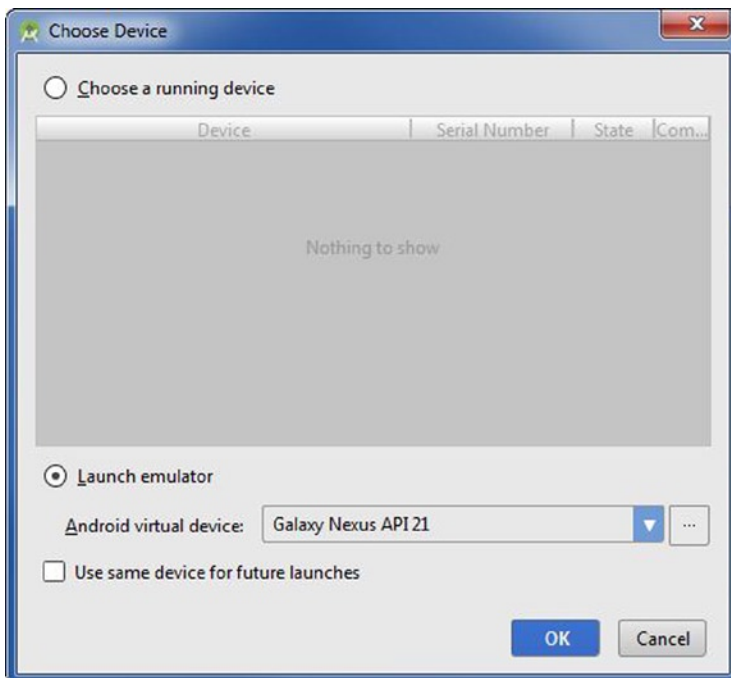 Choose Device
Choose a running device
Device Serial Number State Com...
Nothing to show
Launch emulator
Android virtual device: Galaxy Nexus API 21 ...
Use same device for future launches
OK Cancel